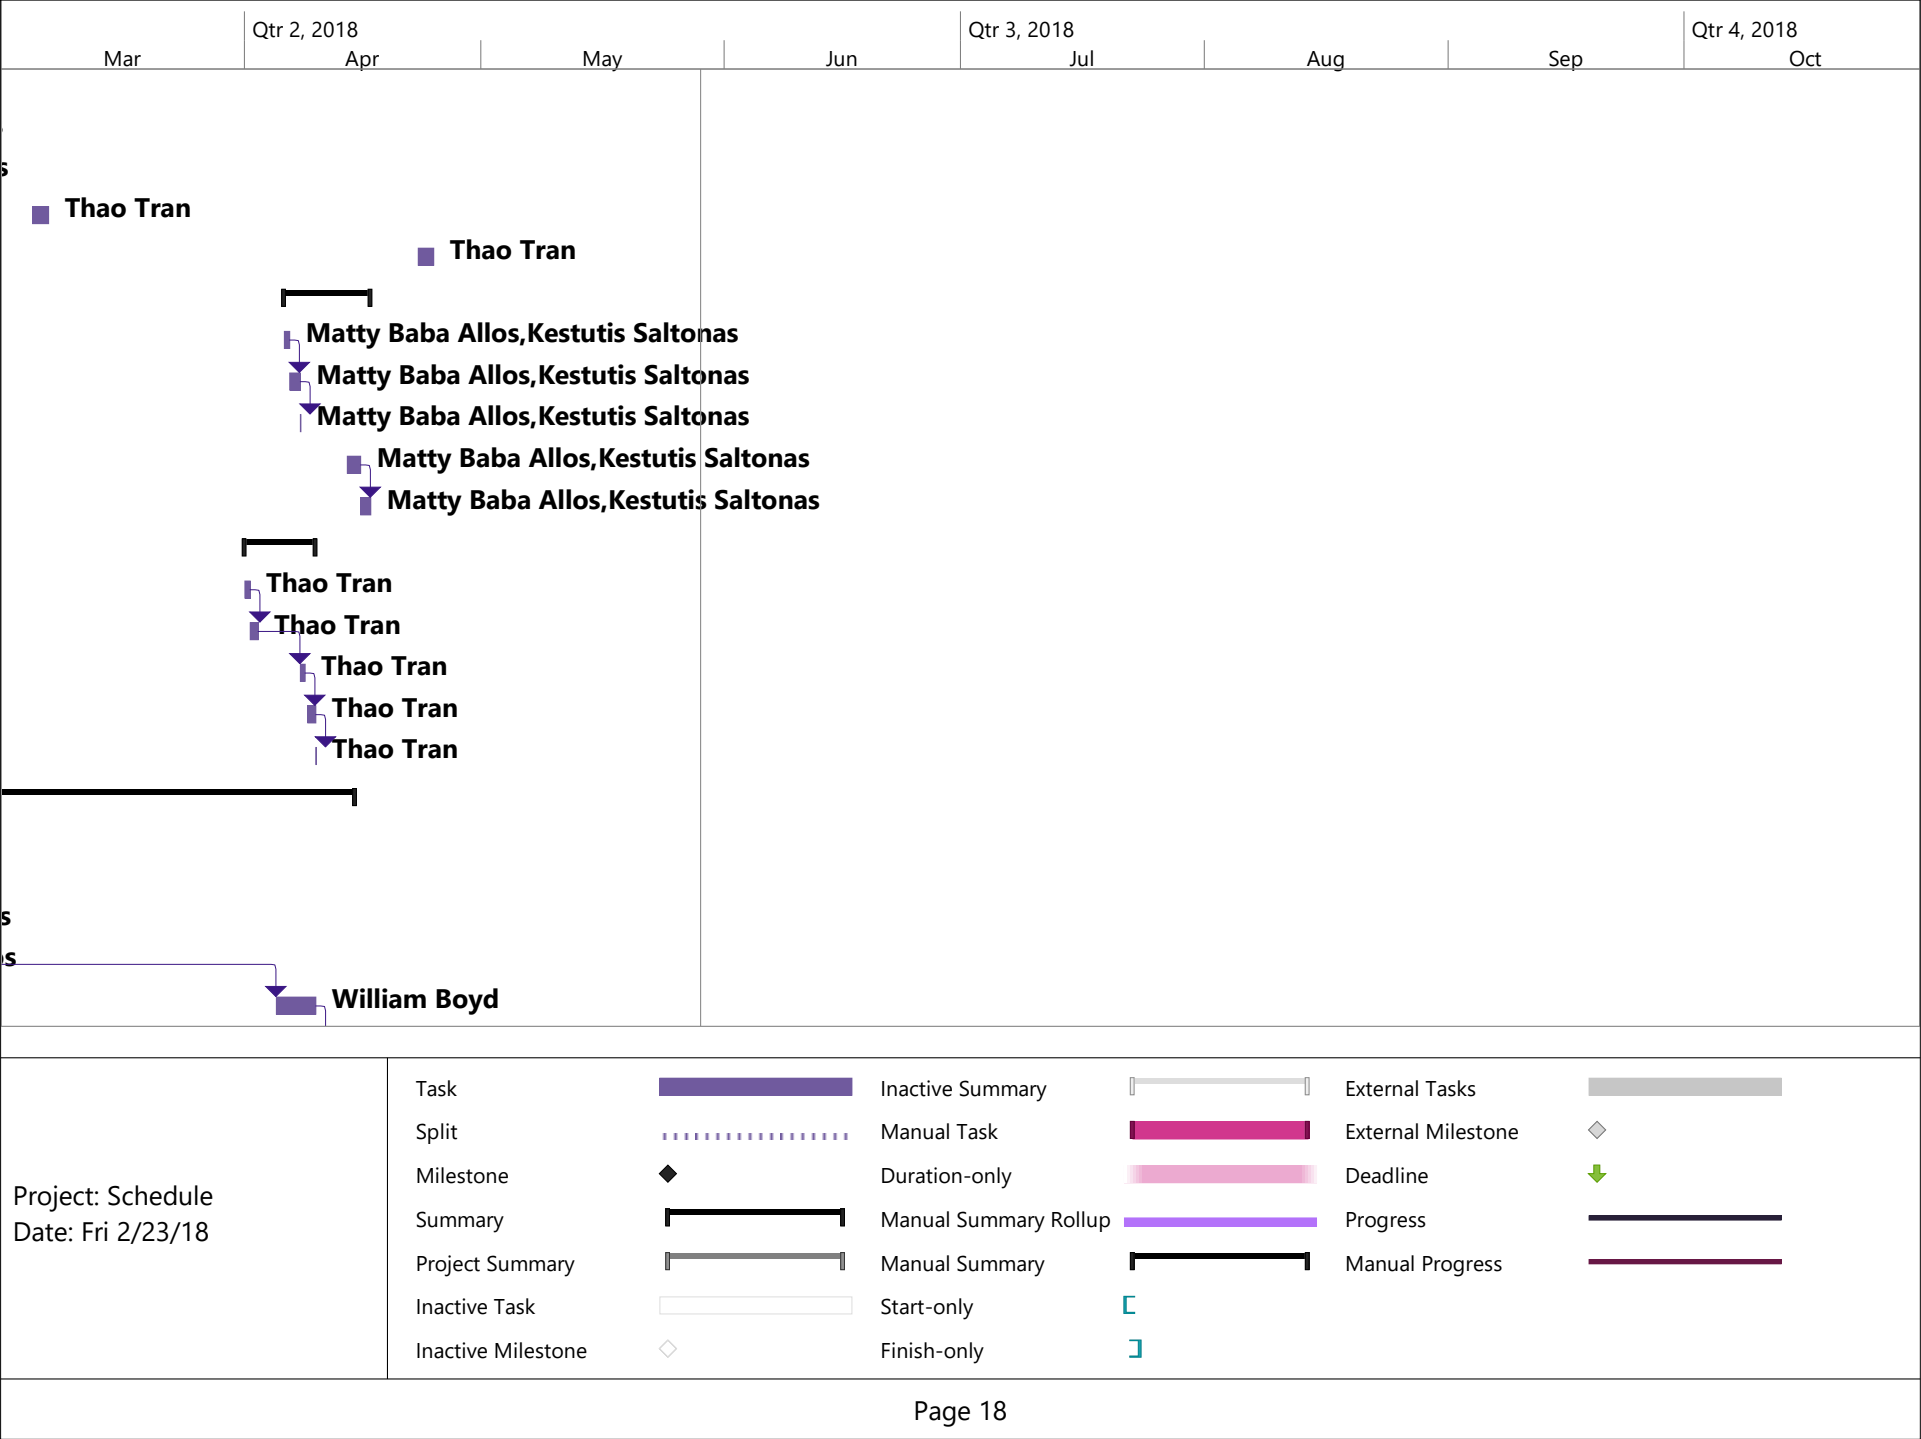 Qtr 2, 2018 Qtr 3, 2018 Qtr 4, 2018
Mar Apr May Jun Jul Aug Sep Oct
s
Thao Tran
Thao Tran
Matty Baba Allos,Kestutis Saltonas
Matty Baba Allos,Kestutis Saltonas
Matty Baba Allos,Kestutis Saltonas
Matty Baba Allos,Kestutis Saltonas
Matty Baba Allos,Kestutis Saltonas
Thao Tran
Thao Tran
Thao Tran
Thao Tran
Thao Tran
s
s
William Boyd
Project: Schedule
Date: Fri 2/23/18
Task
Split
Milestone
Summary
Project Summary
Inactive Task
Inactive Milestone
Inactive Summary
Manual Task
Duration-only
Manual Summary Rollup
Manual Summary
Start-only
Finish-only
External Tasks
External Milestone
Deadline
Progress
Manual Progress
Page 18